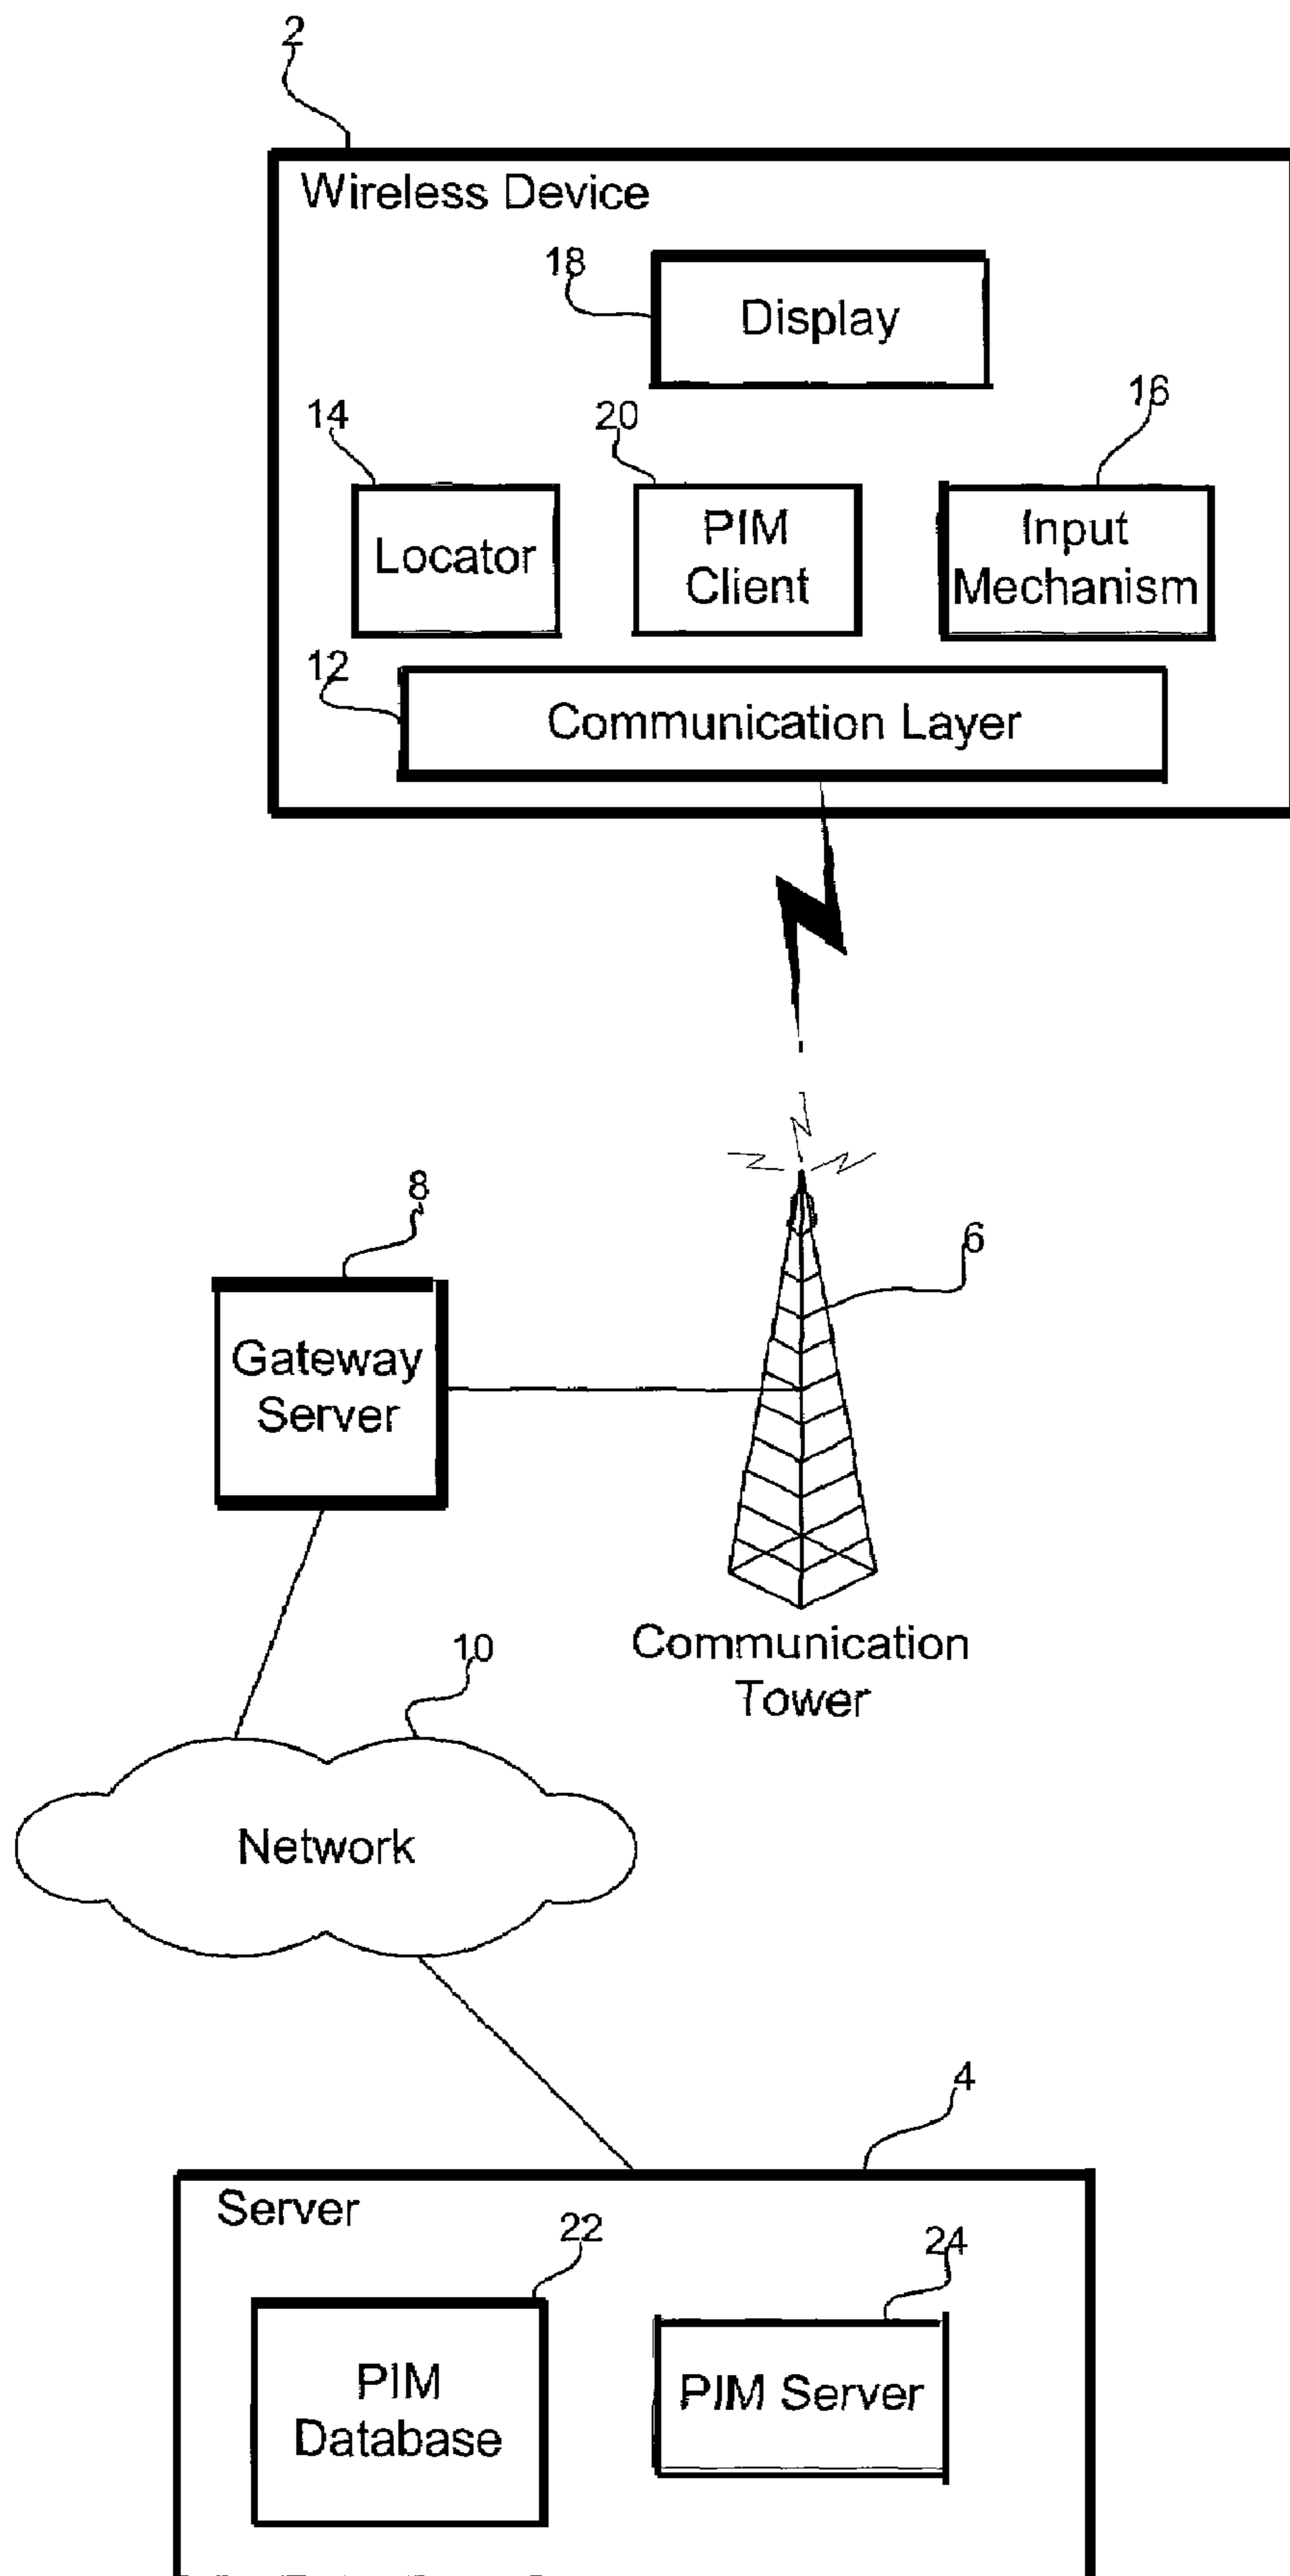 2
Wireless Device
18
Display
14
20
16
Locator
PIM
Client
Input
Mechanism
12
Communication Layer
8
6
Gateway
Server
Communication
Tower
10
Network
4
Server
22
24
PIM
Database
PIM Server